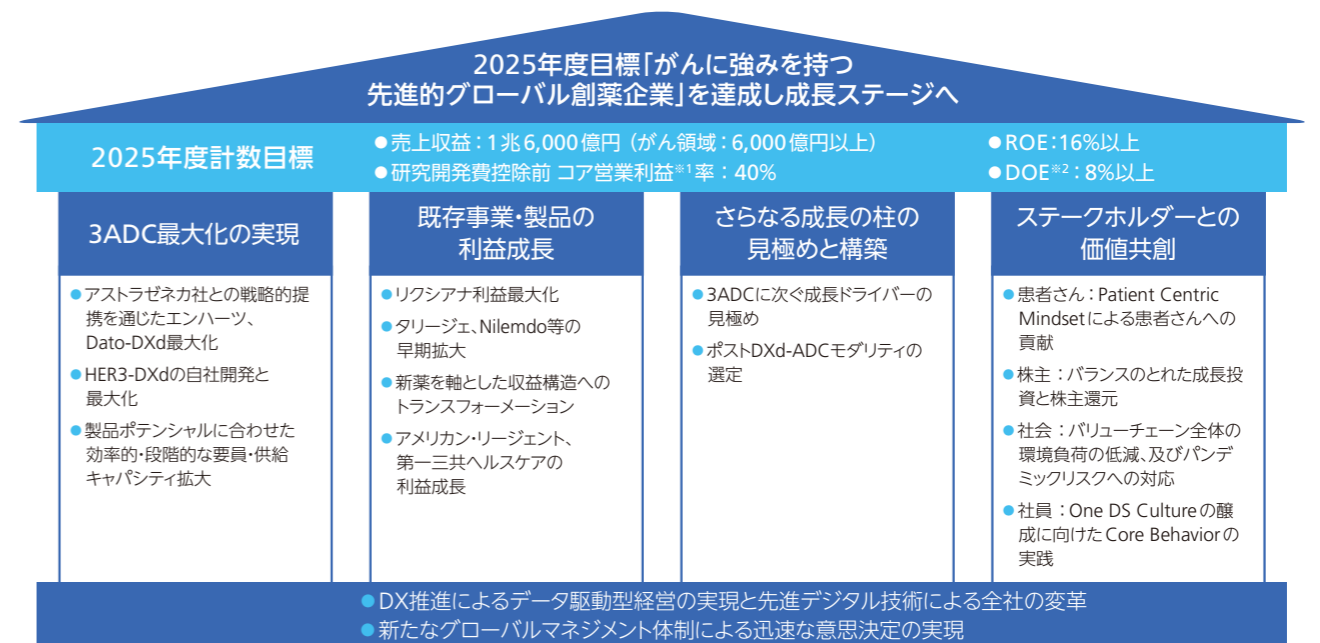 2025年度目標「がんに強みを持つ
先進的グローバル創薬企業」を達成し成長ステージへ
2025年度計数目標
●売上収益：1兆6,000億円（がん領域：6,000億円以上）
●研究開発費控除前 コア営業利益※1率：40%
●ROE：16%以上
●DOE※2：8%以上
3ADC最大化の実現
●アストラゼネカ社との戦略的提
携を通じたエンハーツ、
Dato-DXd最大化
●HER3-DXdの自社開発と
最大化
●製品ポテンシャルに合わせた
効率的・段階的な要員・供給
キャパシティ拡大
既存事業・製品の
利益成長
●リクシアナ利益最大化
●タリージェ、Nilemdo等の
早期拡大
●新薬を軸とした収益構造への
トランスフォーメーション
●アメリカン・リージェント、
第一三共ヘルスケアの
利益成長
さらなる成長の柱の
見極めと構築
●3ADCに次ぐ成長ドライバーの
見極め
●ポストDXd-ADCモダリティの
選定
ステークホルダーとの
価値共創
●患者さん：Patient Centric
Mindsetによる患者さんへの
貢献
●株主：バランスのとれた成長投
資と株主還元
●社会：バリューチェーン全体の
環境負荷の低減、及びパンデ
ミックリスクへの対応
●社員：One DS Cultureの醸
成に向けたCore Behaviorの
実践
●DX推進によるデータ駆動型経営の実現と先進デジタル技術による全社の変革
●新たなグローバルマネジメント体制による迅速な意思決定の実現